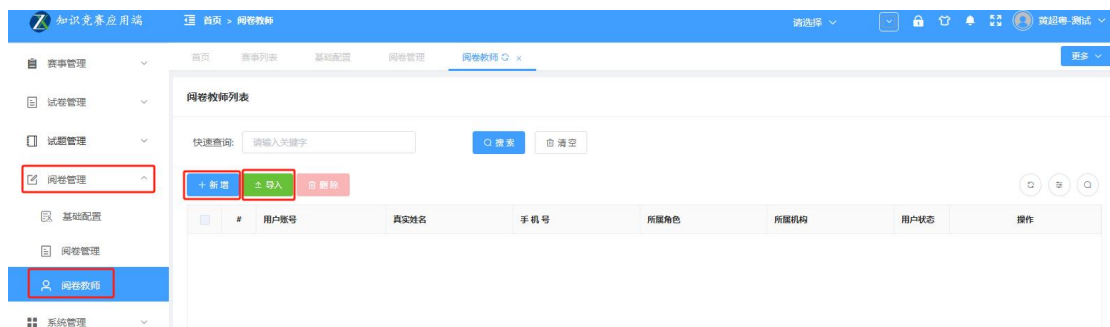 知识竞赛应用端
首页 > 阅卷教师
请选择
黄超粤-测试
赛事管理
首页 赛事列表 基础配置 阅卷管理 阅卷教师 ×
更多
试卷管理
阅卷教师列表
试题管理
快速查询: 请输入关键字 搜索 清空
阅卷管理
+ 新增 导入 删除
基础配置
# 用户账号 真实姓名 手机号 所属角色 所属机构 用户状态 操作
阅卷管理
阅卷教师
系统管理